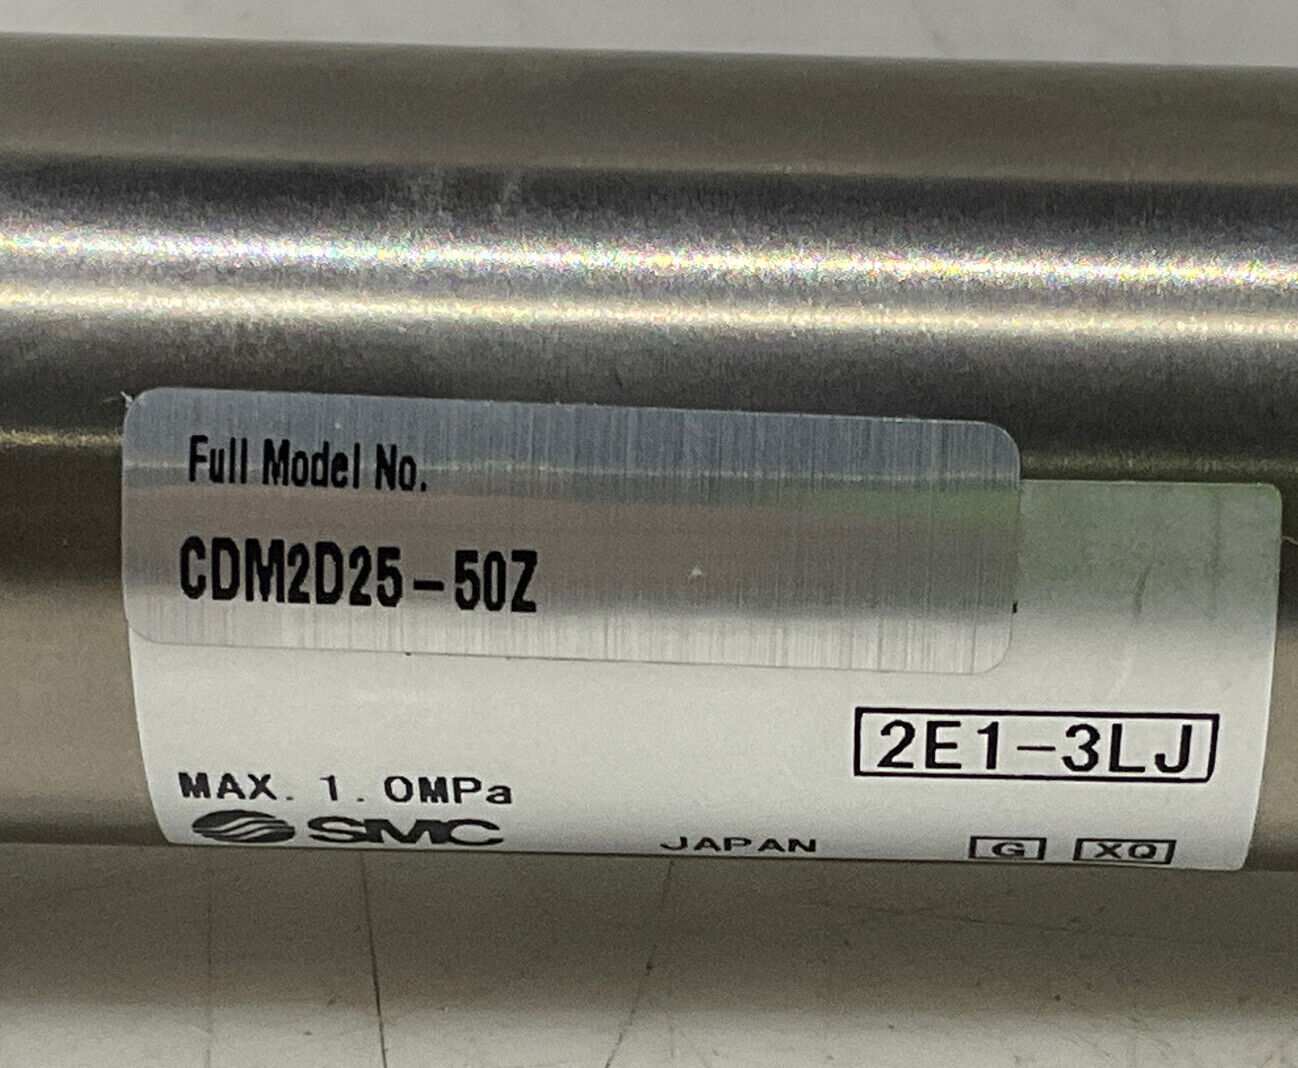 Full Model No.
CDM2D25-50Z
2E1-3LJ
MAX. 1.0MPa
SMC
JAPAN G XQ